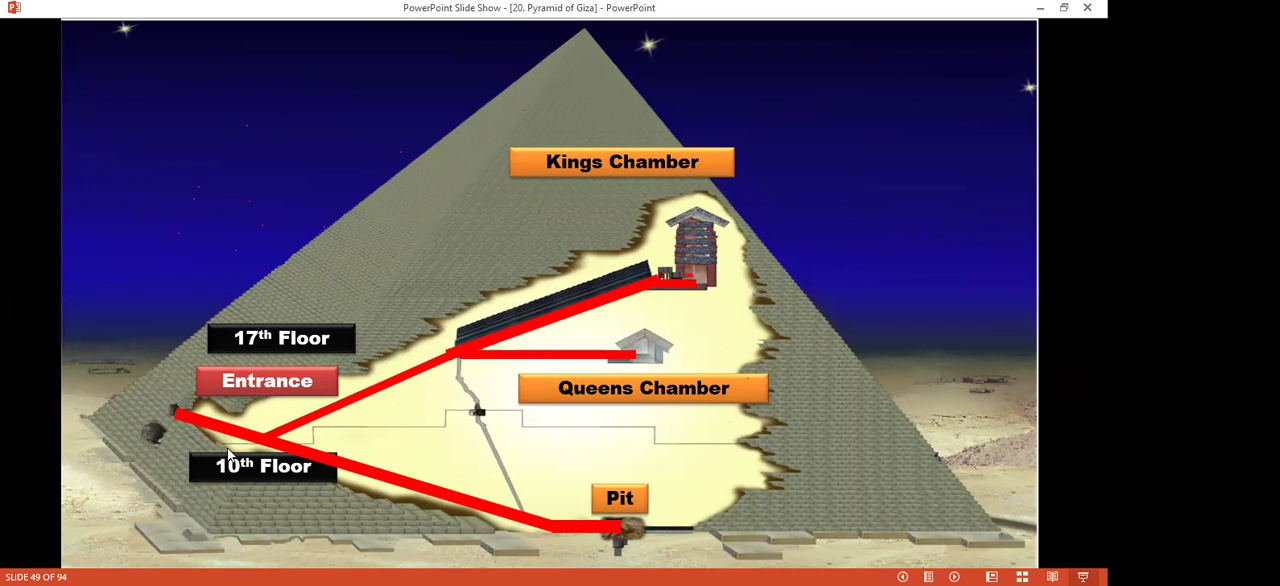 PowerPoint Slide Show - [20. Pyramid of Giza] - PowerPoint
Kings Chamber
17th Floor
Entrance
Queens Chamber
10th Floor
Pit
SLIDE 49 OF 94